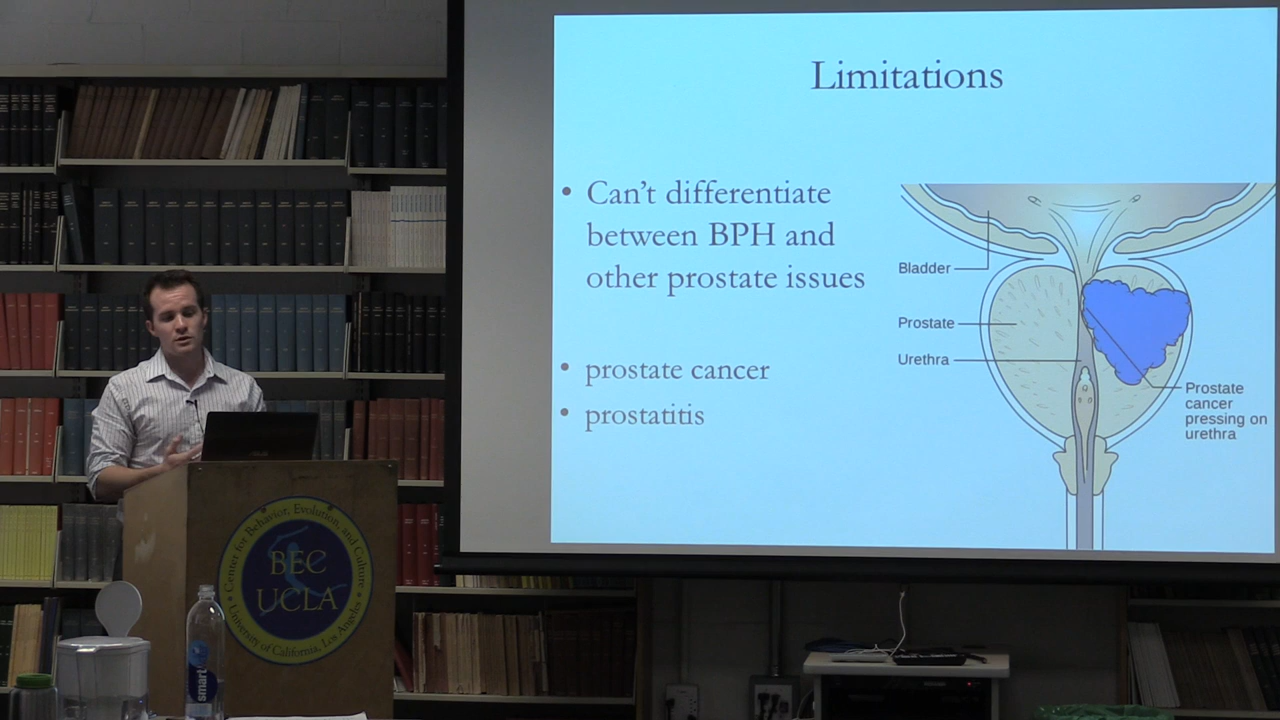 Limitations
• Can't differentiate
between BPH and
other prostate issues
• prostate cancer
• prostatitis
Bladder
Prostate
Urethra
Prostate
cancer
pressing on
urethra
Center for Behavior, Evolution, and Culture
BEC
UCLA
University of California, Los Angeles
smart